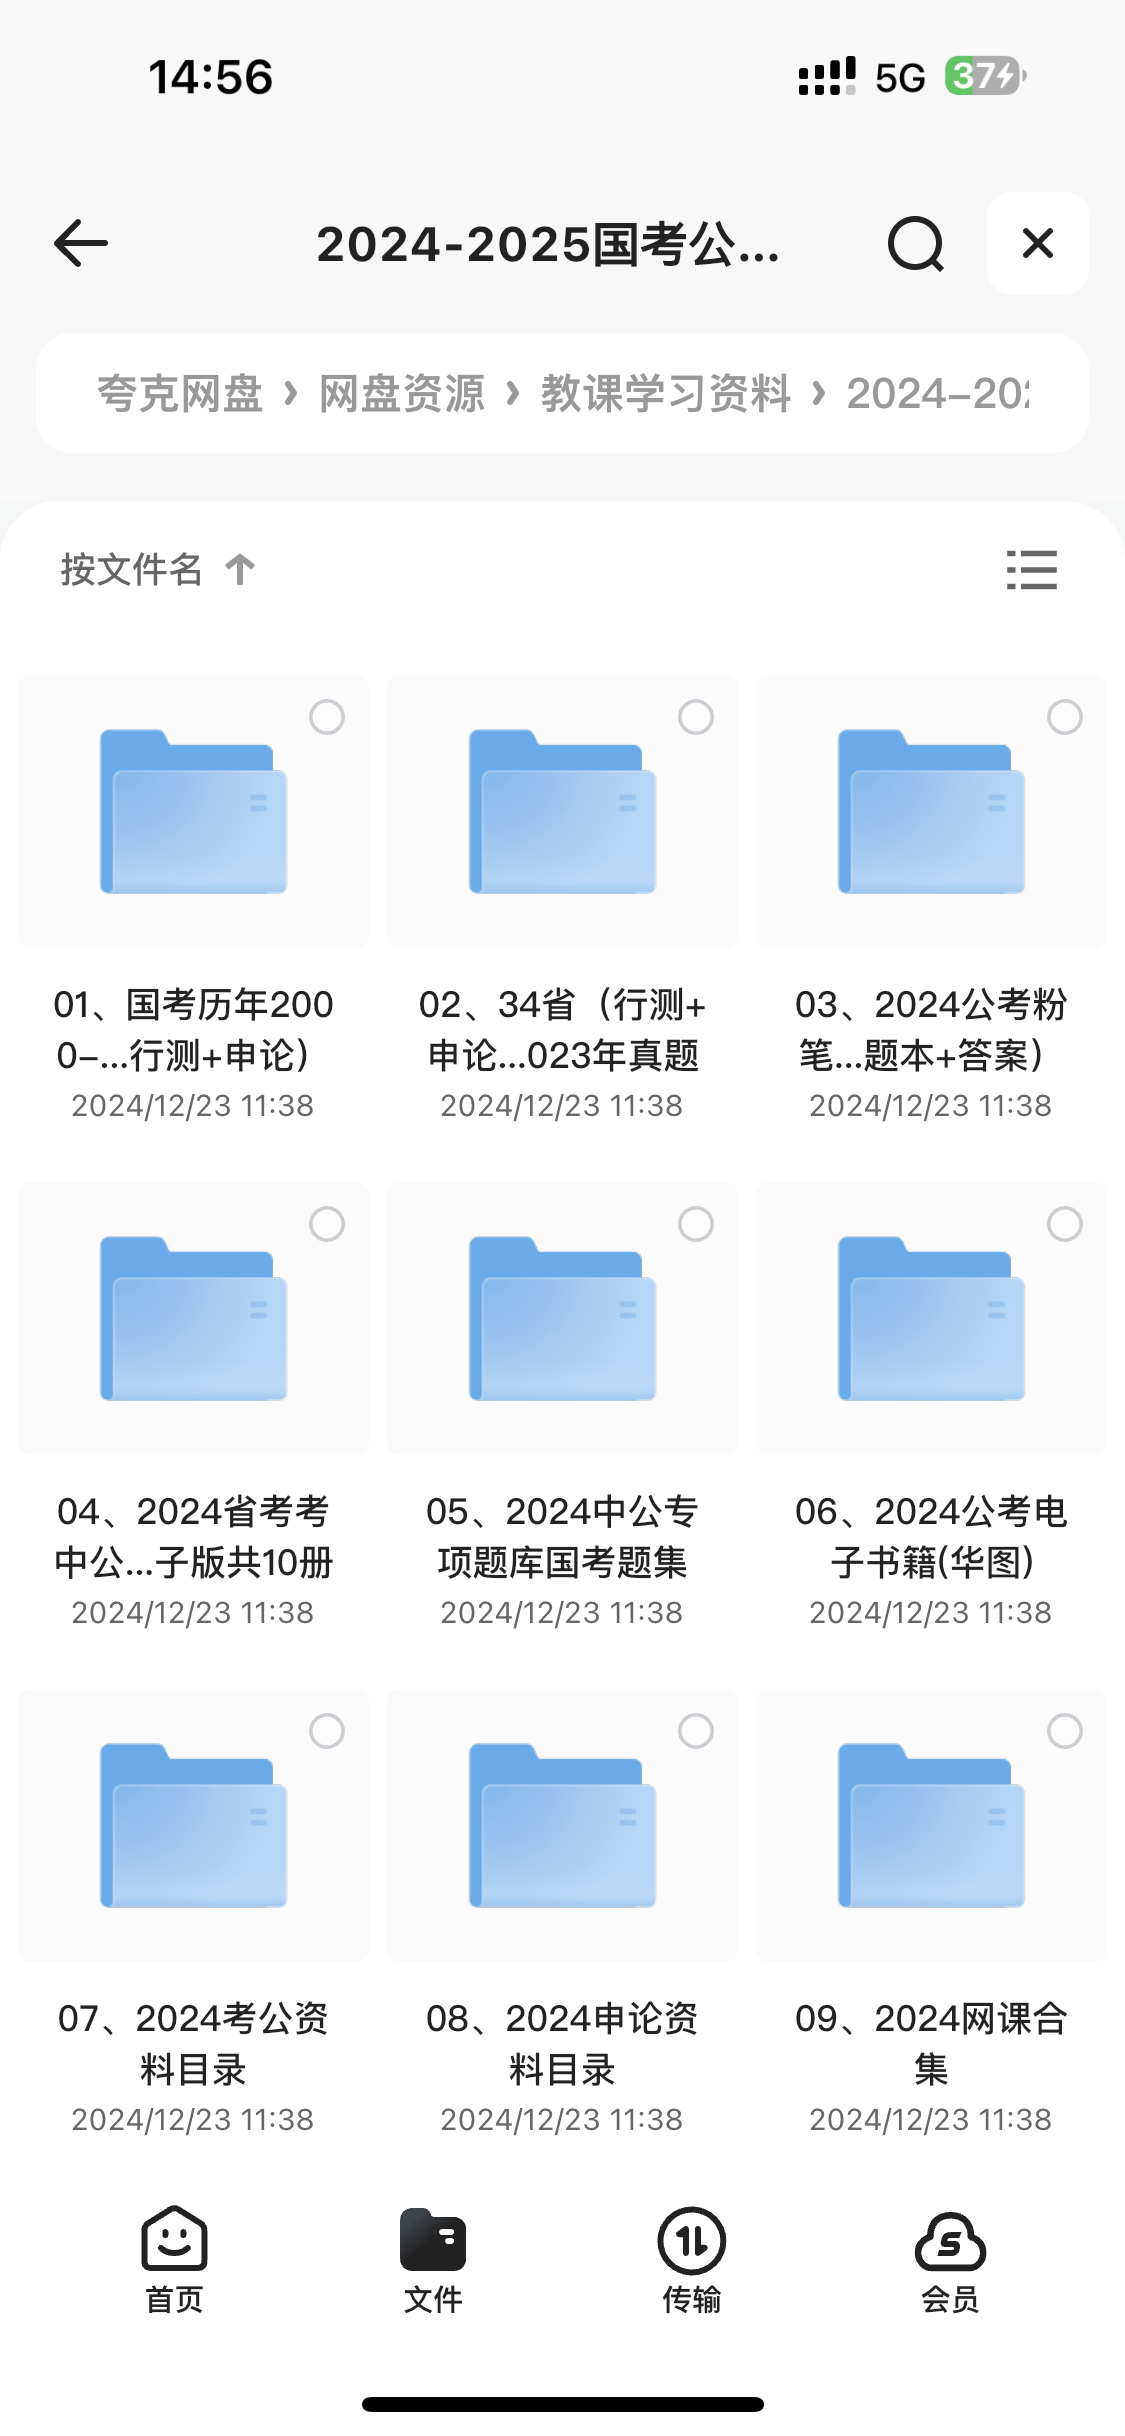 14:56
5G
37
2024-2025国考公...
夸克网盘 › 网盘资源 › 教课学习资料 › 2024-202
按文件名
01、国考历年200
0-...行测+申论）
2024/12/23 11:38
02、34省（行测+
申论...023年真题
2024/12/23 11:38
03、2024公考粉
笔...题本+答案）
2024/12/23 11:38
04、2024省考考
中公...子版共10册
2024/12/23 11:38
05、2024中公专
项题库国考题集
2024/12/23 11:38
06、2024公考电
子书籍(华图)
2024/12/23 11:38
07、2024考公资
料目录
2024/12/23 11:38
08、2024申论资
料目录
2024/12/23 11:38
09、2024网课合
集
2024/12/23 11:38
首页
文件
传输
会员